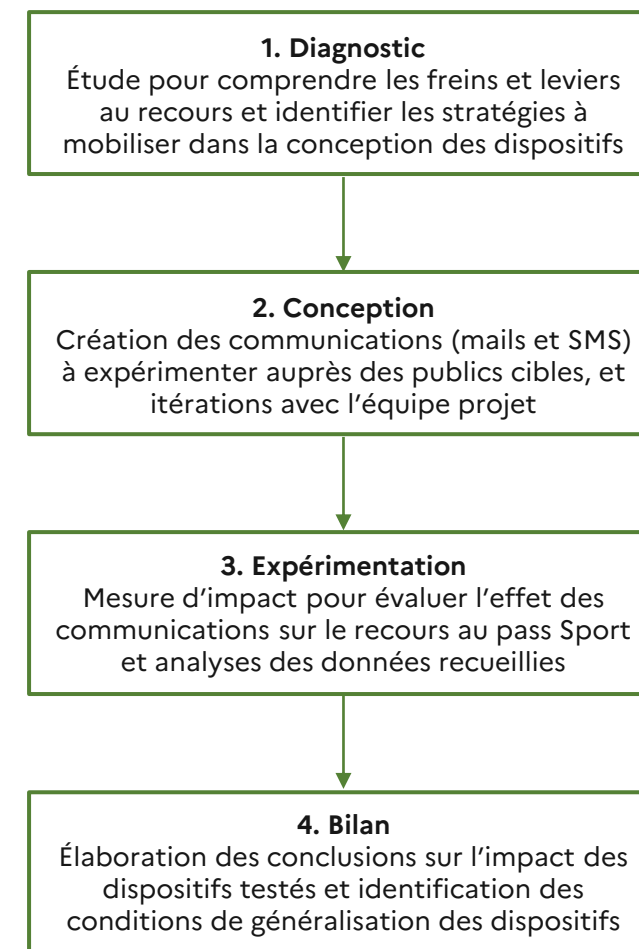 1. Diagnostic
Étude pour comprendre les freins et leviers
au recours et identifier les stratégies à
mobiliser dans la conception des dispositifs
2. Conception
Création des communications (mails et SMS)
à expérimenter auprès des publics cibles, et
itérations avec l’équipe projet
3. Expérimentation
Mesure d’impact pour évaluer l’effet des
communications sur le recours au pass Sport
et analyses des données recueillies
4. Bilan
Élaboration des conclusions sur l’impact des
dispositifs testés et identification des
conditions de généralisation des dispositifs